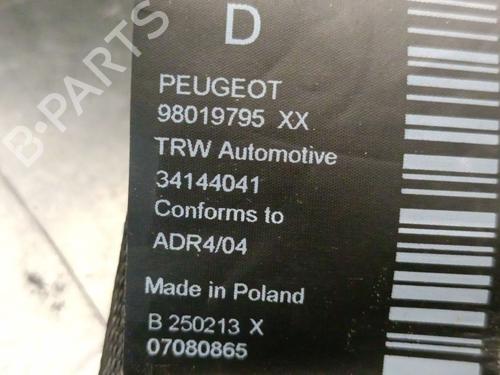 D
PEUGEOT
98019795 XX
TRW Automotive
34144041
Conforms to
ADR4/04
Made in Poland
B 250213 X
07080865
B-PARTS